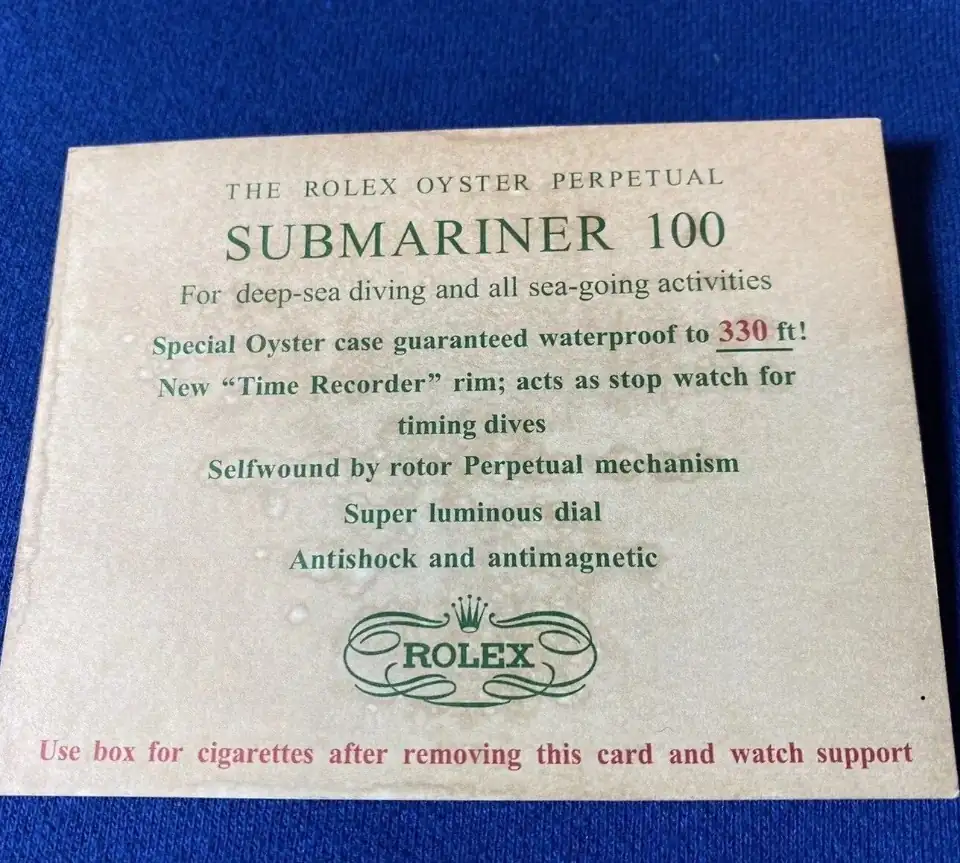 THE ROLEX OYSTER PERPETUAL
SUBMARINER 100
For deep-sea diving and all sea-going activities
Special Oyster case guaranteed waterproof to 330 ft!
New “Time Recorder” rim; acts as stop watch for
timing dives
Selfwound by rotor Perpetual mechanism
Super luminous dial
Antishock and antimagnetic
ROLEX
Use box for cigarettes after removing this card and watch support